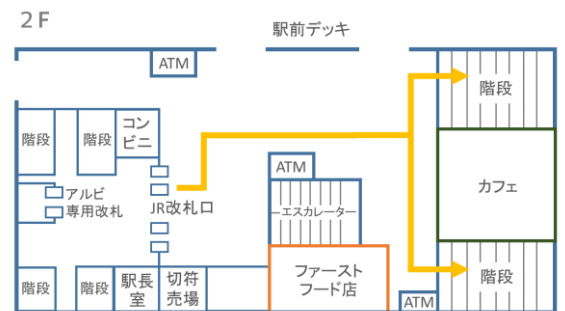 2F
駅前デッキ
ATM
階段
階段
階段
コン
ビニ
ATM
カフェ
アルビ
専用改札
JR改札口
エスカレーター
階段
階段
駅長
室
切符
売場
ファースト
フード店
階段
ATM